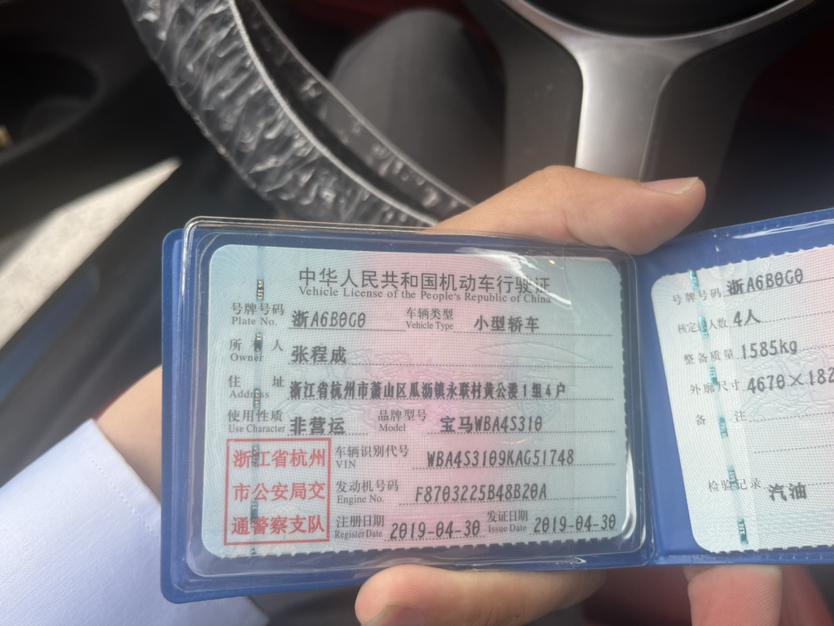 中华人民共和国机动车行驶证
Vehicle License of the People's Republic of China
号牌号码 浙A6B0G0 车辆类型 小型轿车
Plate No. Vehicle Type
所有人 张程成
Owner
住址 浙江省杭州市萧山区瓜沥镇永联村黄公溇1组4户
Address
使用性质 非营运 品牌型号 宝马WBA4S310
Use Character Model
浙江省杭州
市公安局交
通警察支队
车辆识别代号 WBA4S3109KAG51748
VIN
发动机号码 F8703225B48B20A
Engine No.
注册日期 2019-04-30 发证日期 2019-04-30
Register Date Issue Date
号牌号码 浙A6B0G0
核定载人数 4人
整备质量 1585kg
外廓尺寸 4670×182
备注
检验记录 汽油